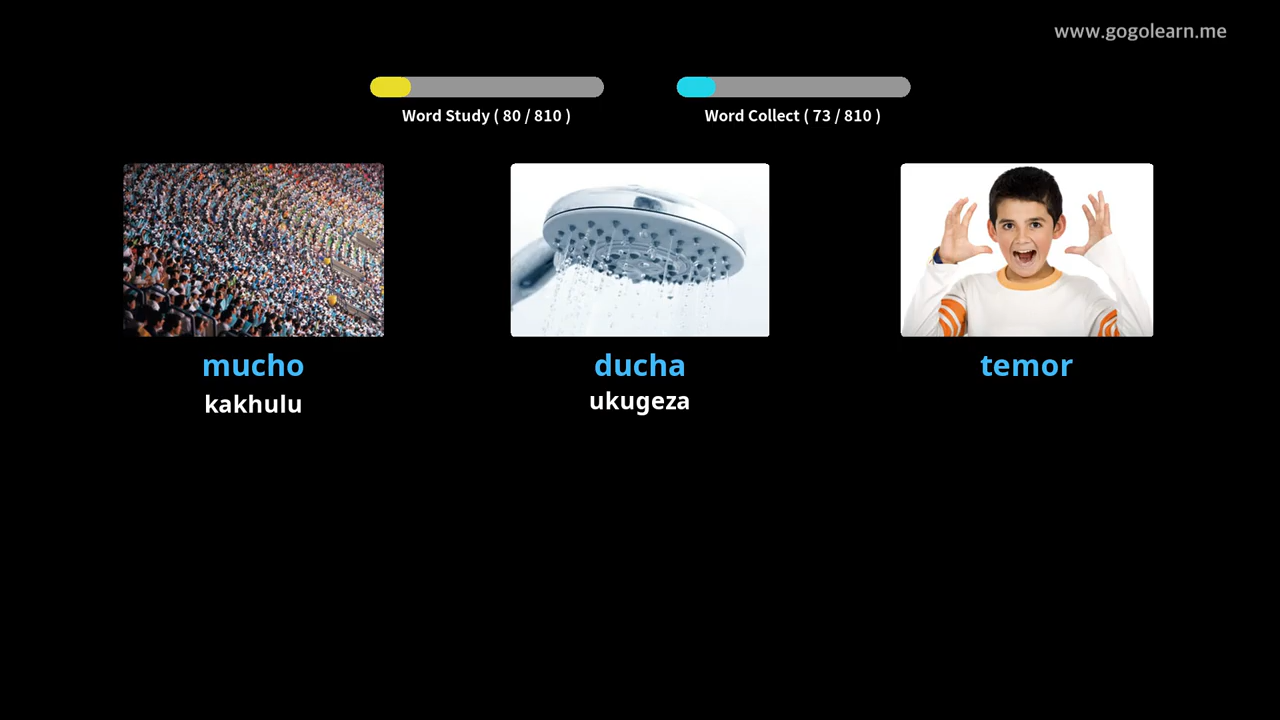 www.gogolearn.me
Word Study ( 80 / 810 )
Word Collect ( 73 / 810 )
mucho
kakhulu
ducha
ukugeza
temor